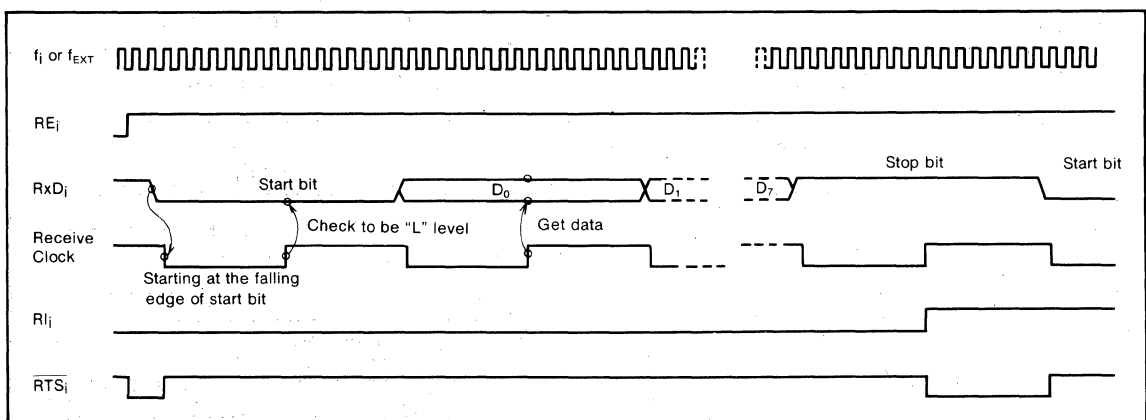 fi or fEXT
REi
RxDi
Start bit
D0
D1
D7
Stop bit
Start bit
Check to be "L" level
Get data
Receive
Clock
Starting at the falling
edge of start bit
RIi
RTSi